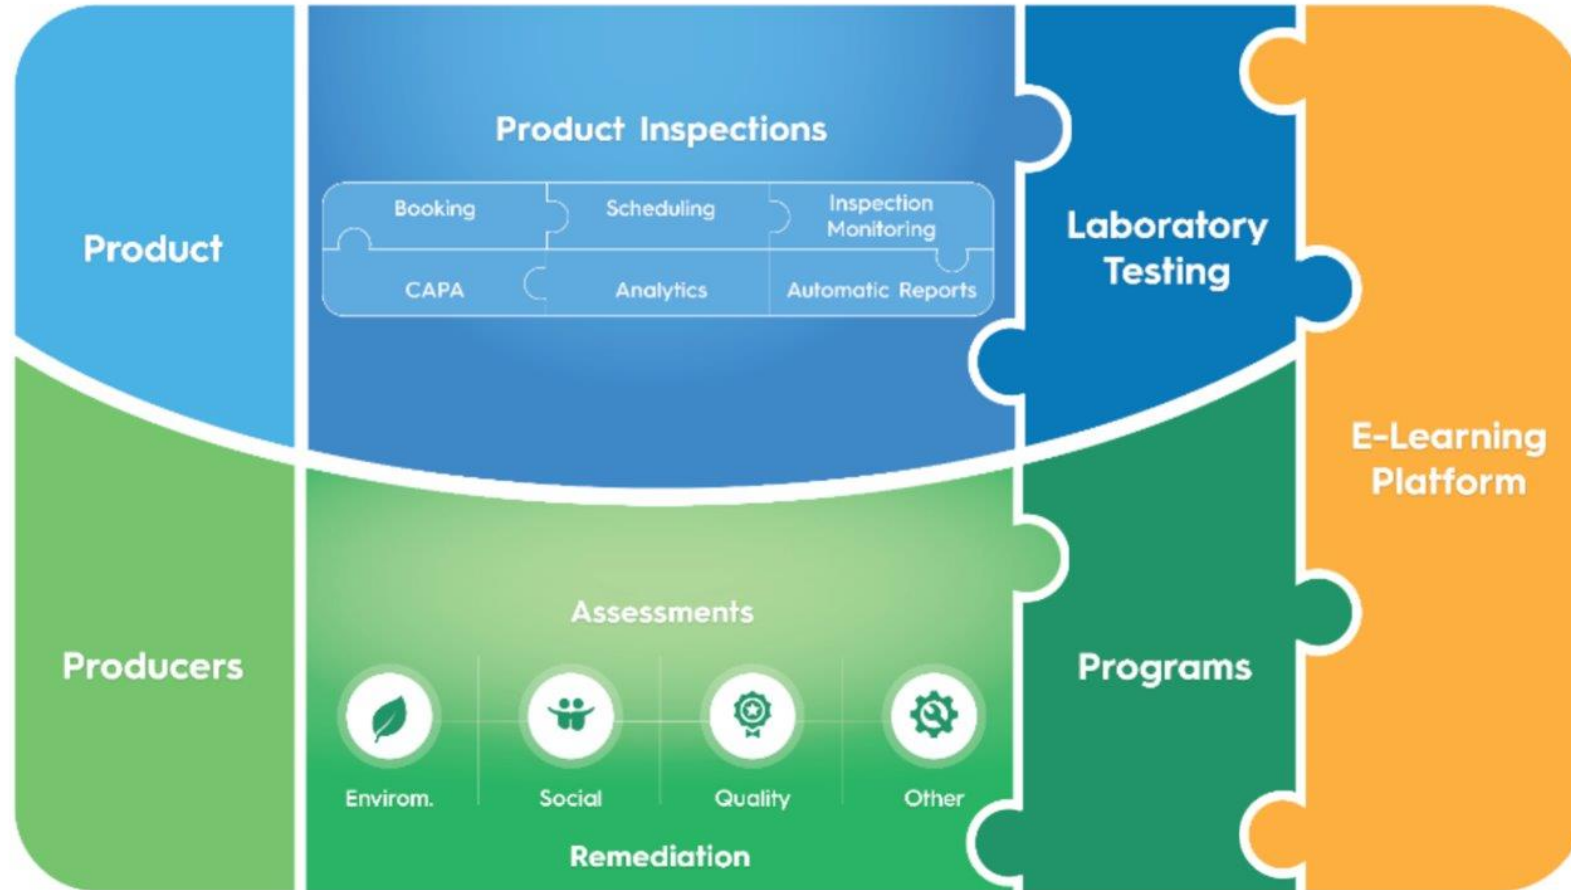 Product
Product Inspections
Booking
Scheduling
Inspection
Monitoring
CAPA
Analytics
Automatic Reports
Laboratory
Testing
E-Learning
Platform
Producers
Assessments
Envirom.
Social
Quality
Other
Remediation
Programs